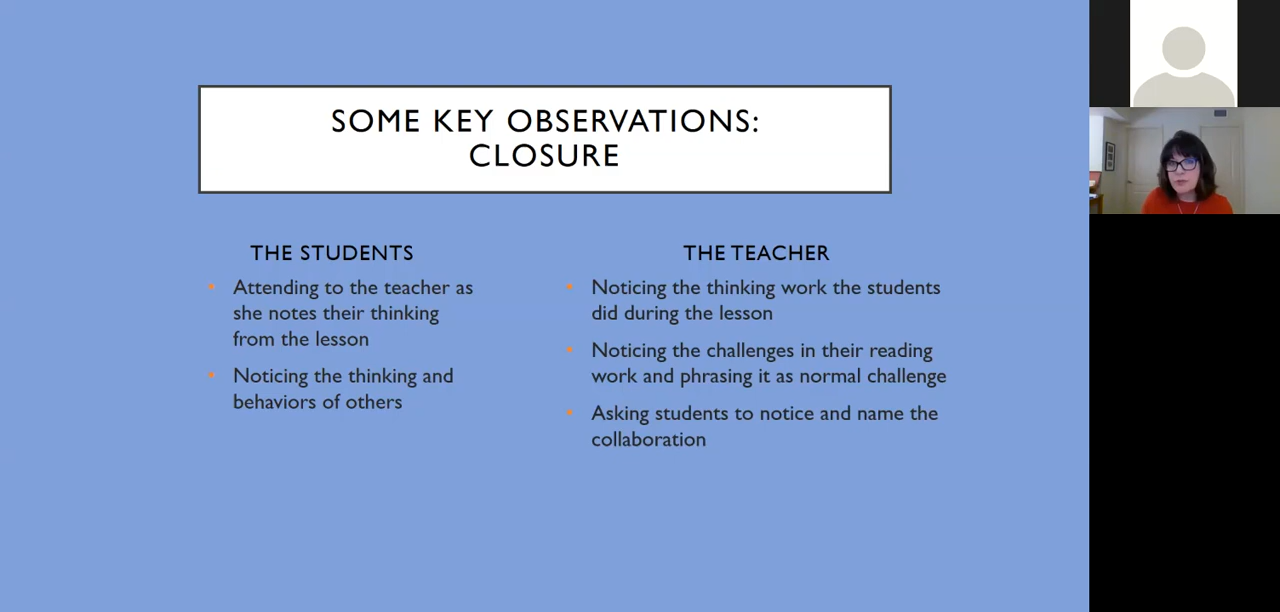 SOME KEY OBSERVATIONS:
CLOSURE
THE STUDENTS
Attending to the teacher as
she notes their thinking
from the lesson
Noticing the thinking and
behaviors of others
THE TEACHER
Noticing the thinking work the students
did during the lesson
Noticing the challenges in their reading
work and phrasing it as normal challenge
Asking students to notice and name the
collaboration